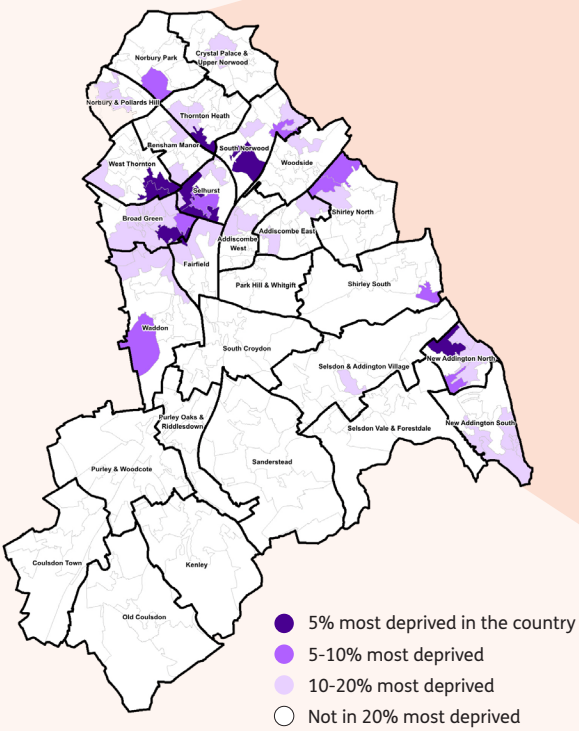 Crystal Palace &
Upper Norwood
Norbury Park
Norbury & Pollards Hill
Thornton Heath
Bensham Manor
South Norwood
West Thornton
Woodside
Selhurst
Shirley North
Broad Green
Addiscombe East
Addiscombe
West
Fairfield
Park Hill & Whitgift
Shirley South
Waddon
South Croydon
New Addington North
Selsdon & Addington Village
Purley Oaks &
Riddlesdown
New Addington South
Selsdon Vale & Forestdale
Sanderstead
Purley & Woodcote
Coulsdon Town
Kenley
Old Coulsdon
5% most deprived in the country
5-10% most deprived
10-20% most deprived
Not in 20% most deprived